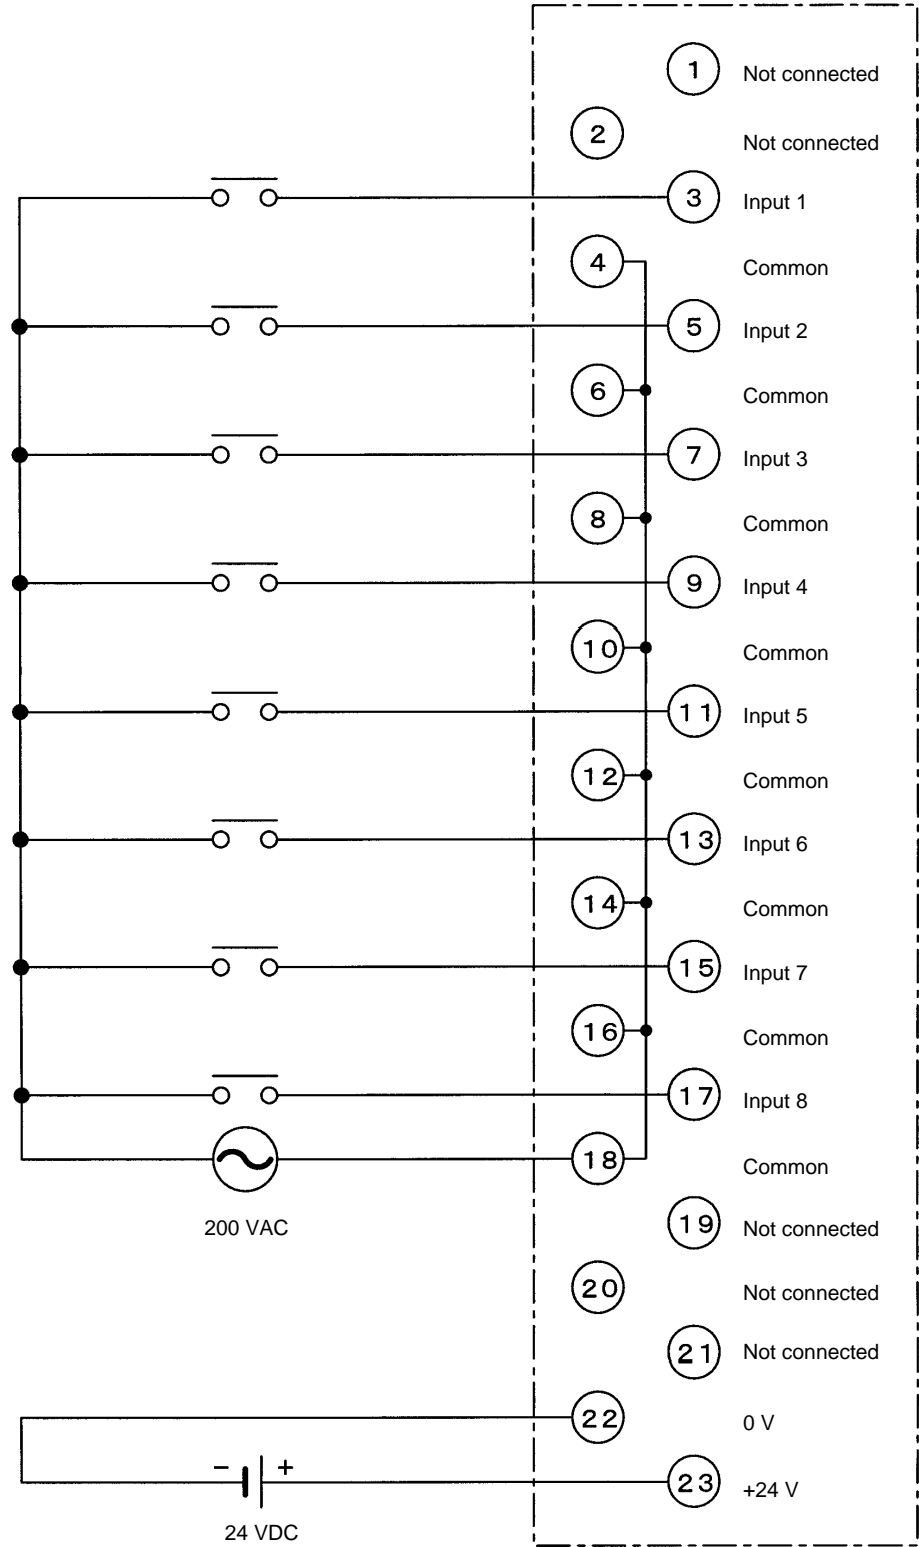 1 Not connected
2 Not connected
3 Input 1
4 Common
5 Input 2
6 Common
7 Input 3
8 Common
9 Input 4
10 Common
11 Input 5
12 Common
13 Input 6
14 Common
15 Input 7
16 Common
17 Input 8
18 Common
200 VAC
19 Not connected
20 Not connected
21 Not connected
22 0 V
− +
23 +24 V
24 VDC